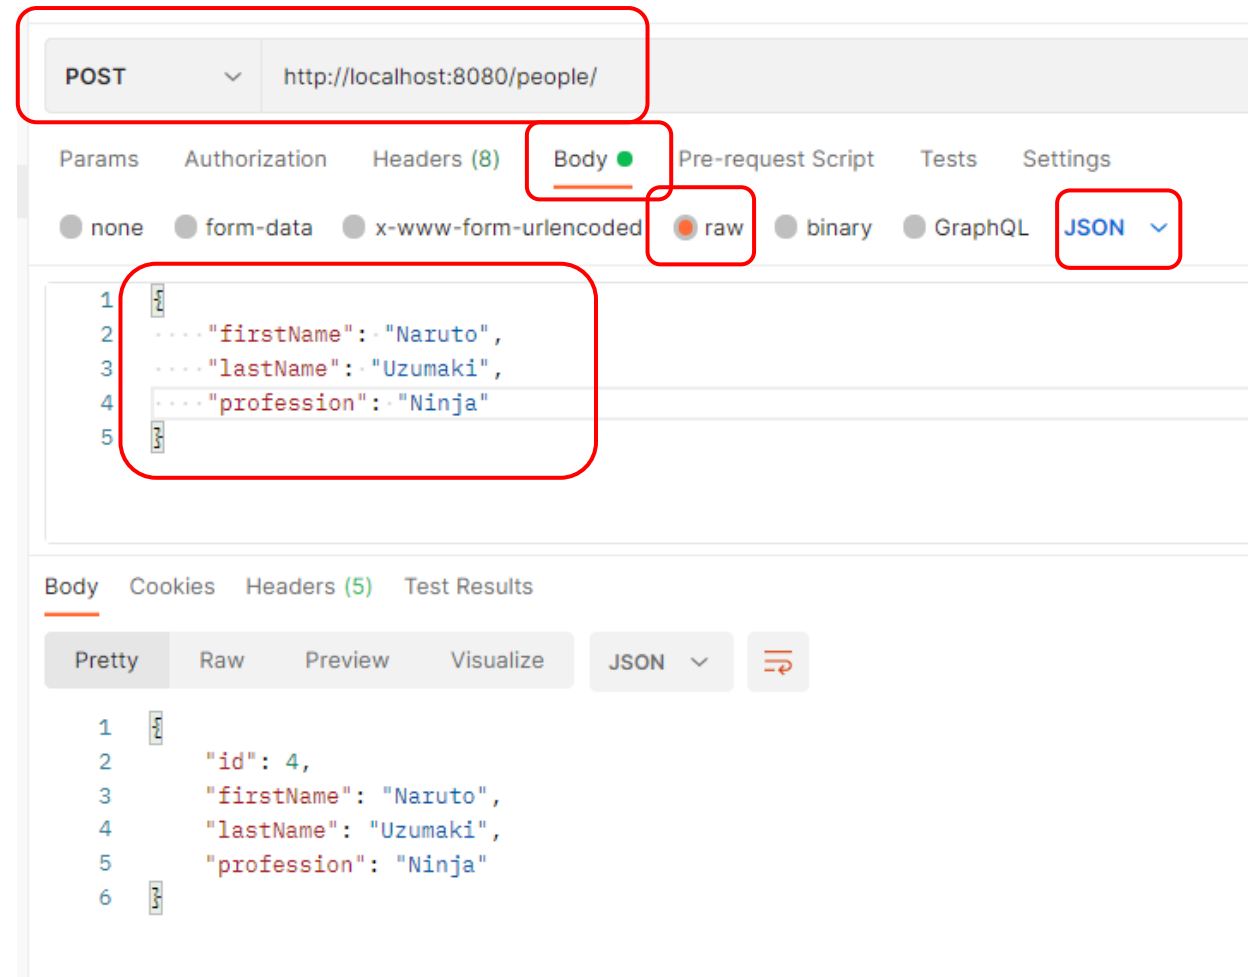 POST http://localhost:8080/people/
Params Authorization Headers (8) Body Pre-request Script Tests Settings
none form-data x-www-form-urlencoded raw binary GraphQL JSON
1 {
2 "firstName": "Naruto",
3 "lastName": "Uzumaki",
4 "profession": "Ninja"
5 }
Body Cookies Headers (5) Test Results
Pretty Raw Preview Visualize JSON
1 {
2 "id": 4,
3 "firstName": "Naruto",
4 "lastName": "Uzumaki",
5 "profession": "Ninja"
6 }